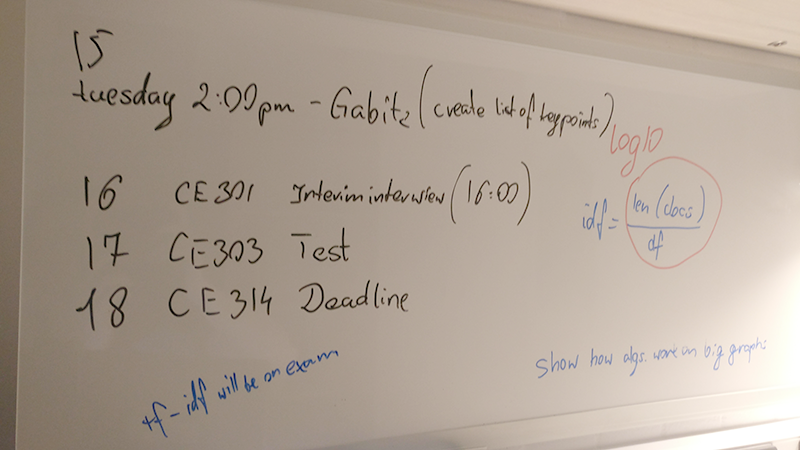 15
tuesday 2:00pm - Gabitz (create list of keypoints)
log10
16 CE301 Interim interview (16:00)
idf = len(docs)
df
17 CE303 Test
18 CE314 Deadline
tf-idf will be on exam
show how algs. work on big graphs